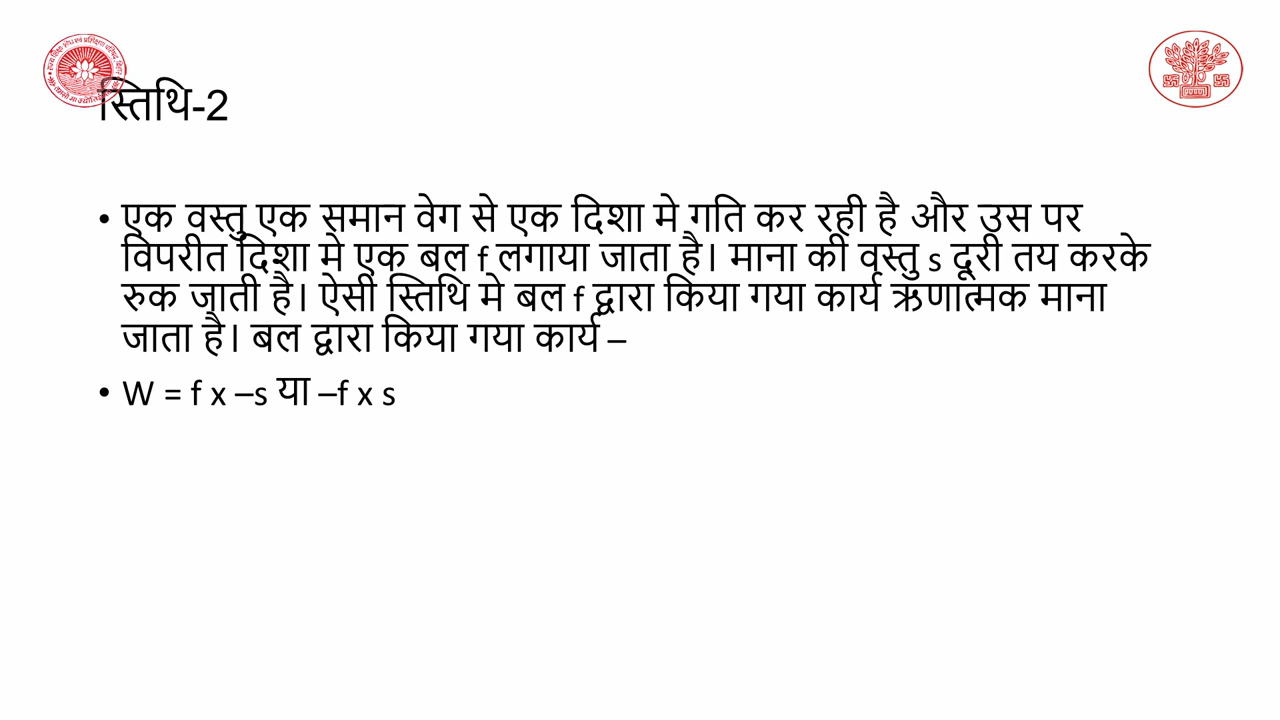 स्तिथि-2
• एक वस्तु एक समान वेग से एक दिशा मे गति कर रही है और उस पर
विपरीत दिशा मे एक बल f लगाया जाता है। माना की वस्तु s दूरी तय करके
रुक जाती है। ऐसी स्तिथि मे बल f द्वारा किया गया कार्य ऋणात्मक माना
जाता है। बल द्वारा किया गया कार्य –
• W = f x –s या –f x s